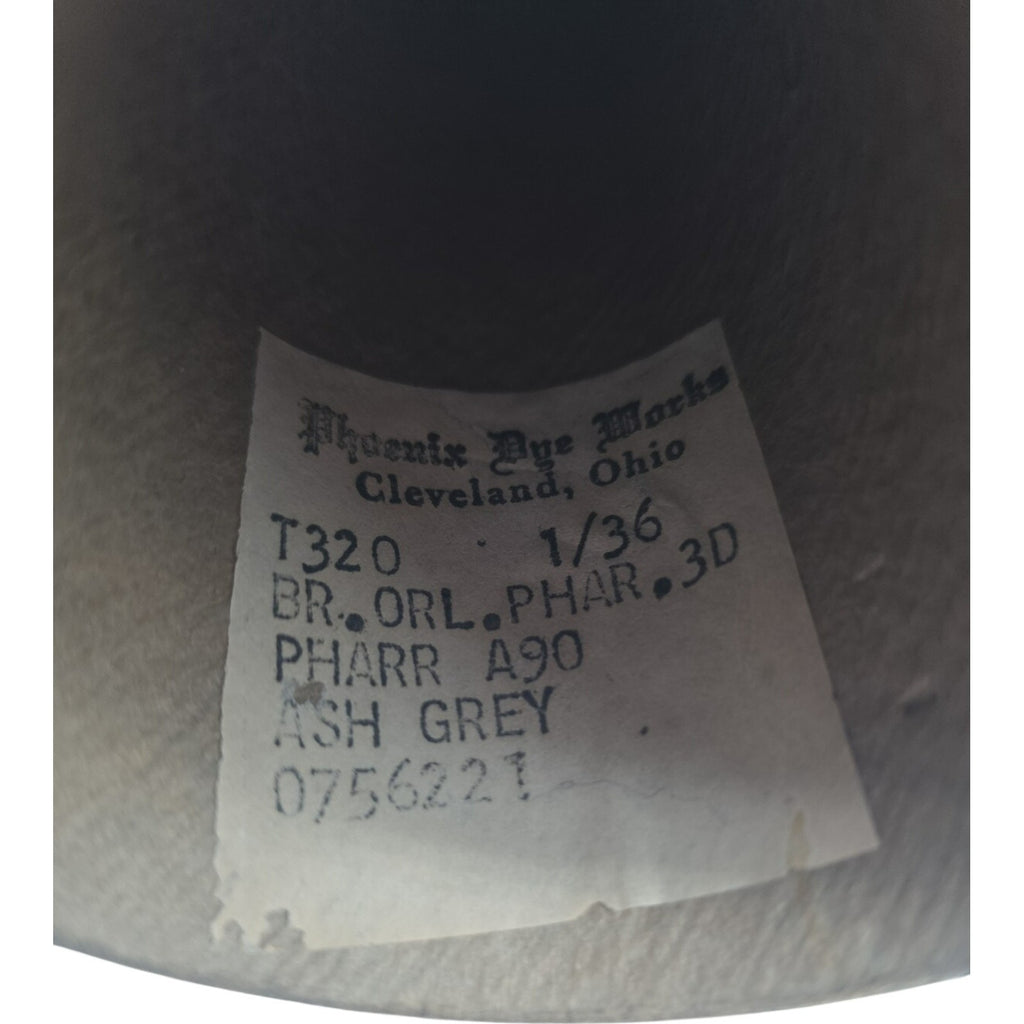 Phoenix Dye Works
Cleveland, Ohio
T320 1/36
BR.ORL.PHAR.3D
PHARR A90
ASH GREY
0756221